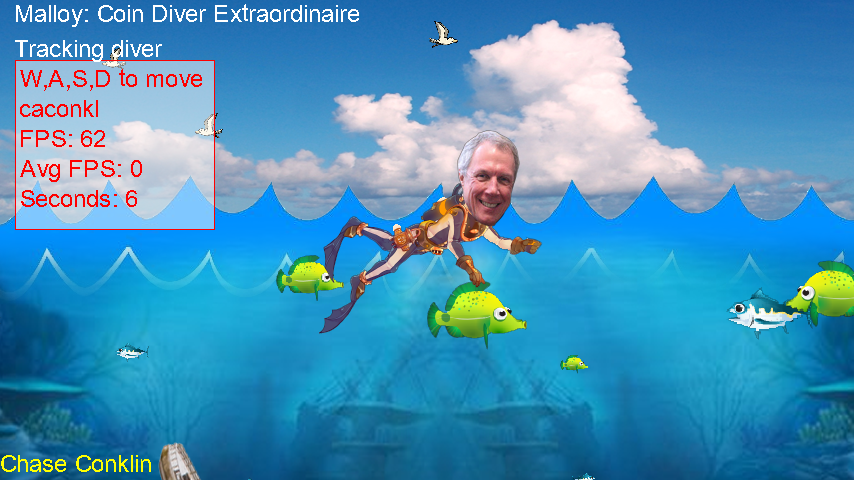 Malloy: Coin Diver Extraordinaire
Tracking diver
W,A,S,D to move
caconkl
FPS: 62
Avg FPS: 0
Seconds: 6
Chase Conklin